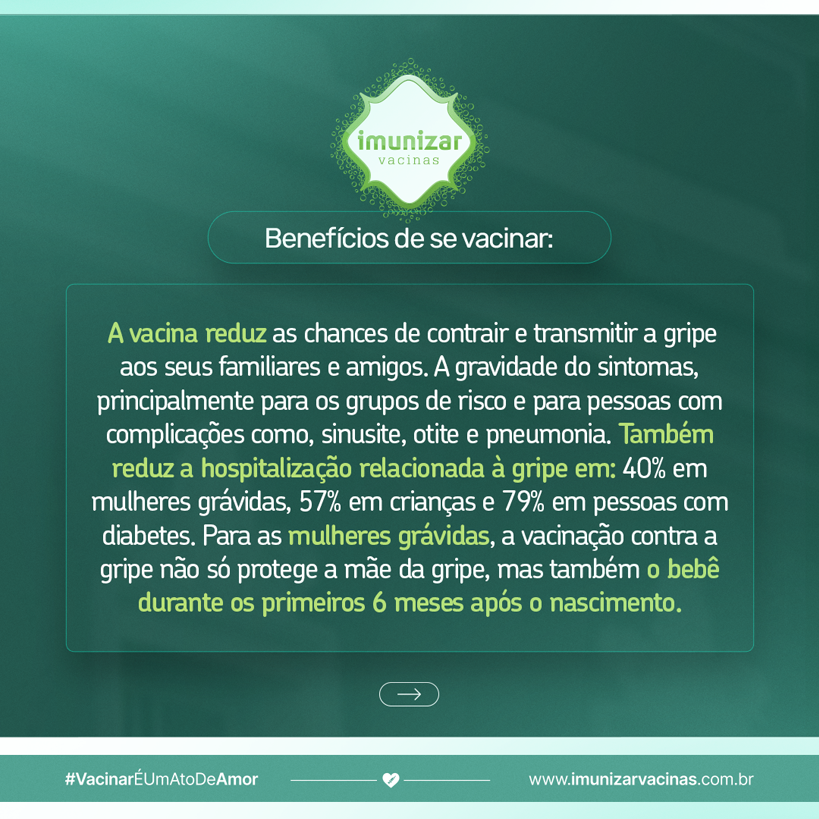 imunizar
vacinas
Benefícios de se vacinar:
A vacina reduz as chances de contrair e transmitir a gripe
aos seus familiares e amigos. A gravidade do sintomas,
principalmente para os grupos de risco e para pessoas com
complicações como, sinusite, otite e pneumonia. Também
reduz a hospitalização relacionada à gripe em: 40% em
mulheres grávidas, 57% em crianças e 79% em pessoas com
diabetes. Para as mulheres grávidas, a vacinação contra a
gripe não só protege a mãe da gripe, mas também o bebê
durante os primeiros 6 meses após o nascimento.
#VacinarÉUmAtoDeAmor
www.imunizarvacinas.com.br